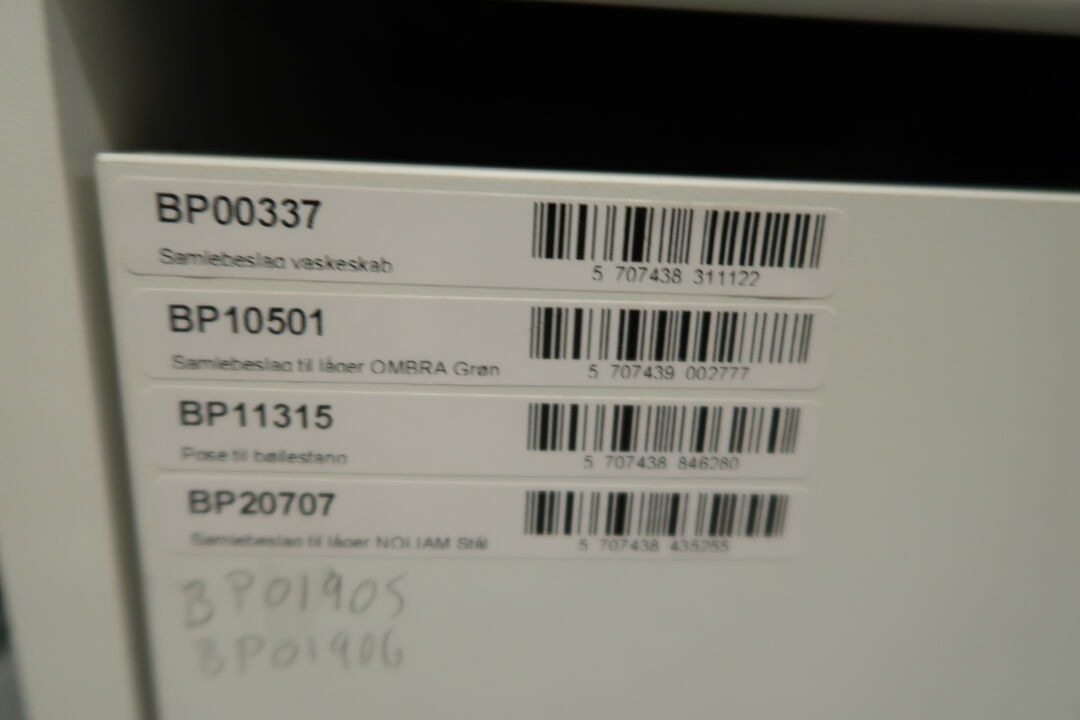 BP00337
Samlebeslag vaskeskab
5 707438 311122
BP10501
Samlebeslag til låger OMBRA Grøn
5 707439 002777
BP11315
Pose til bøjlestang
5 707438 846280
BP20707
Samlebeslag til låger NOLIAM Stål
5 707438 435255
BP01905
BP01906